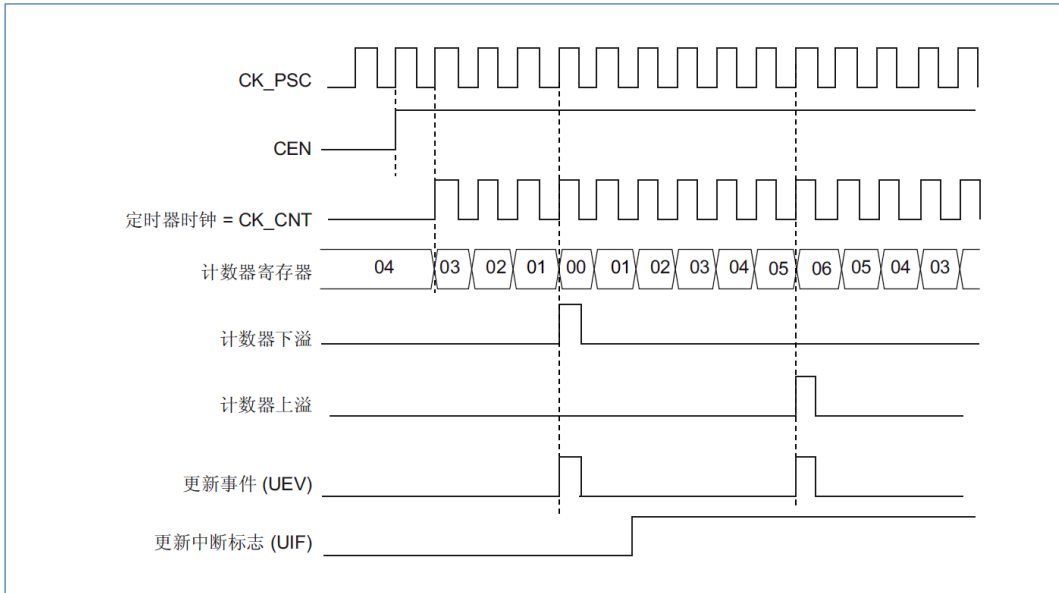 CK_PSC
CEN
定时器时钟 = CK_CNT
计数器寄存器 04 03 02 01 00 01 02 03 04 05 06 05 04 03
计数器下溢
计数器上溢
更新事件 (UEV)
更新中断标志 (UIF)